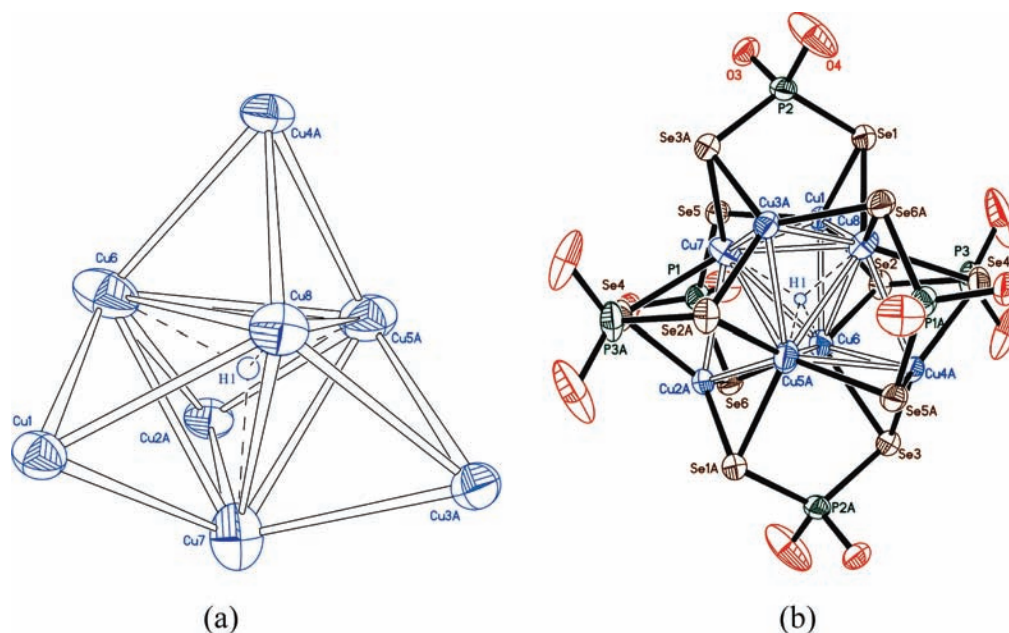 Cu4A
Cu6
Cu8
Cu5A
H1
Cu1
Cu2A
Cu3A
Cu7
(a)
O3
O4
P2
Se3A
Se1
Se5
Cu3A
Cu1
Se6A
Cu7
Cu8
Se2
P3
Se4
Se4
P1
H1
P1A
P3A
Se2A
Cu6
Cu2A
Se6
Cu5A
Cu4A
Se5A
Se1A
Se3
P2A
(b)